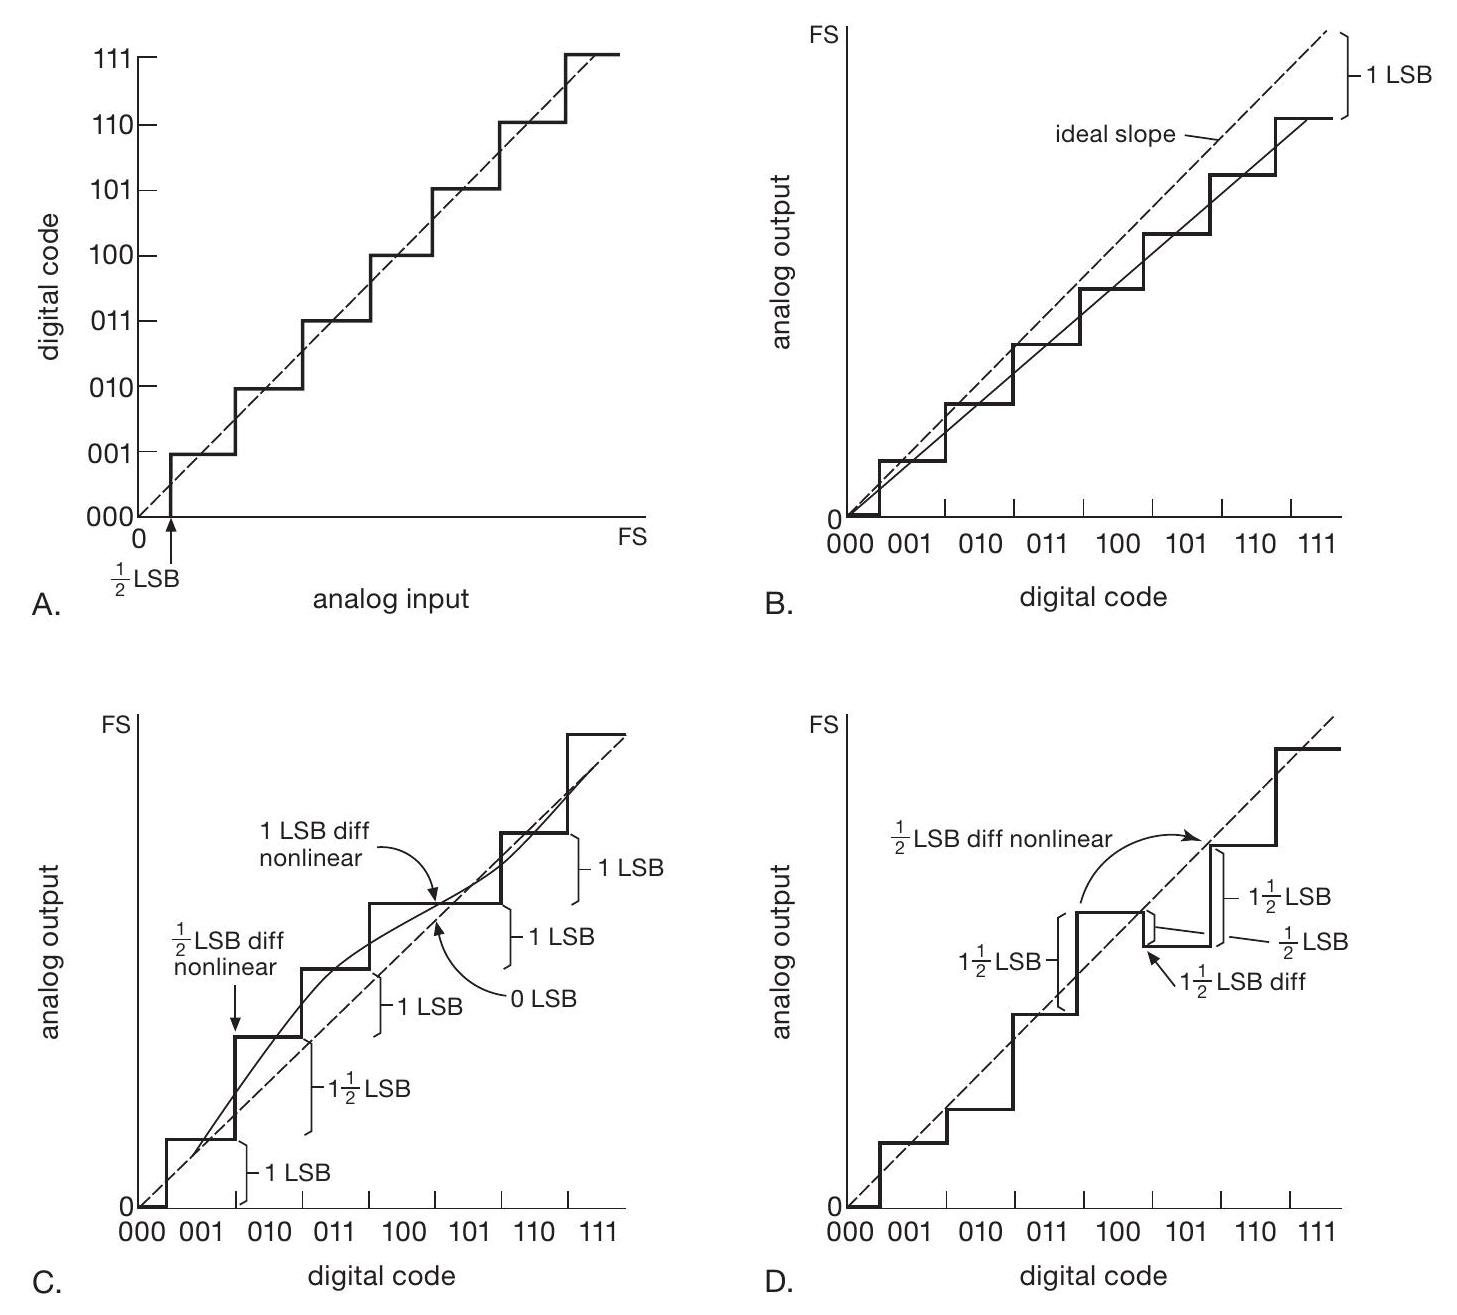 111
110
101
100
011
010
001
000
digital code
0
FS
1/2 LSB
analog input
A.
FS
1 LSB
ideal slope
analog output
0
000 001 010 011 100 101 110 111
digital code
B.
FS
1 LSB diff
nonlinear
1 LSB
1/2 LSB diff
nonlinear
1 LSB
0 LSB
1 LSB
1 1/2 LSB
1 LSB
analog output
0
000 001 010 011 100 101 110 111
digital code
C.
FS
1/2 LSB diff nonlinear
1 1/2 LSB
1/2 LSB
1 1/2 LSB
1 1/2 LSB diff
analog output
0
000 001 010 011 100 101 110 111
digital code
D.